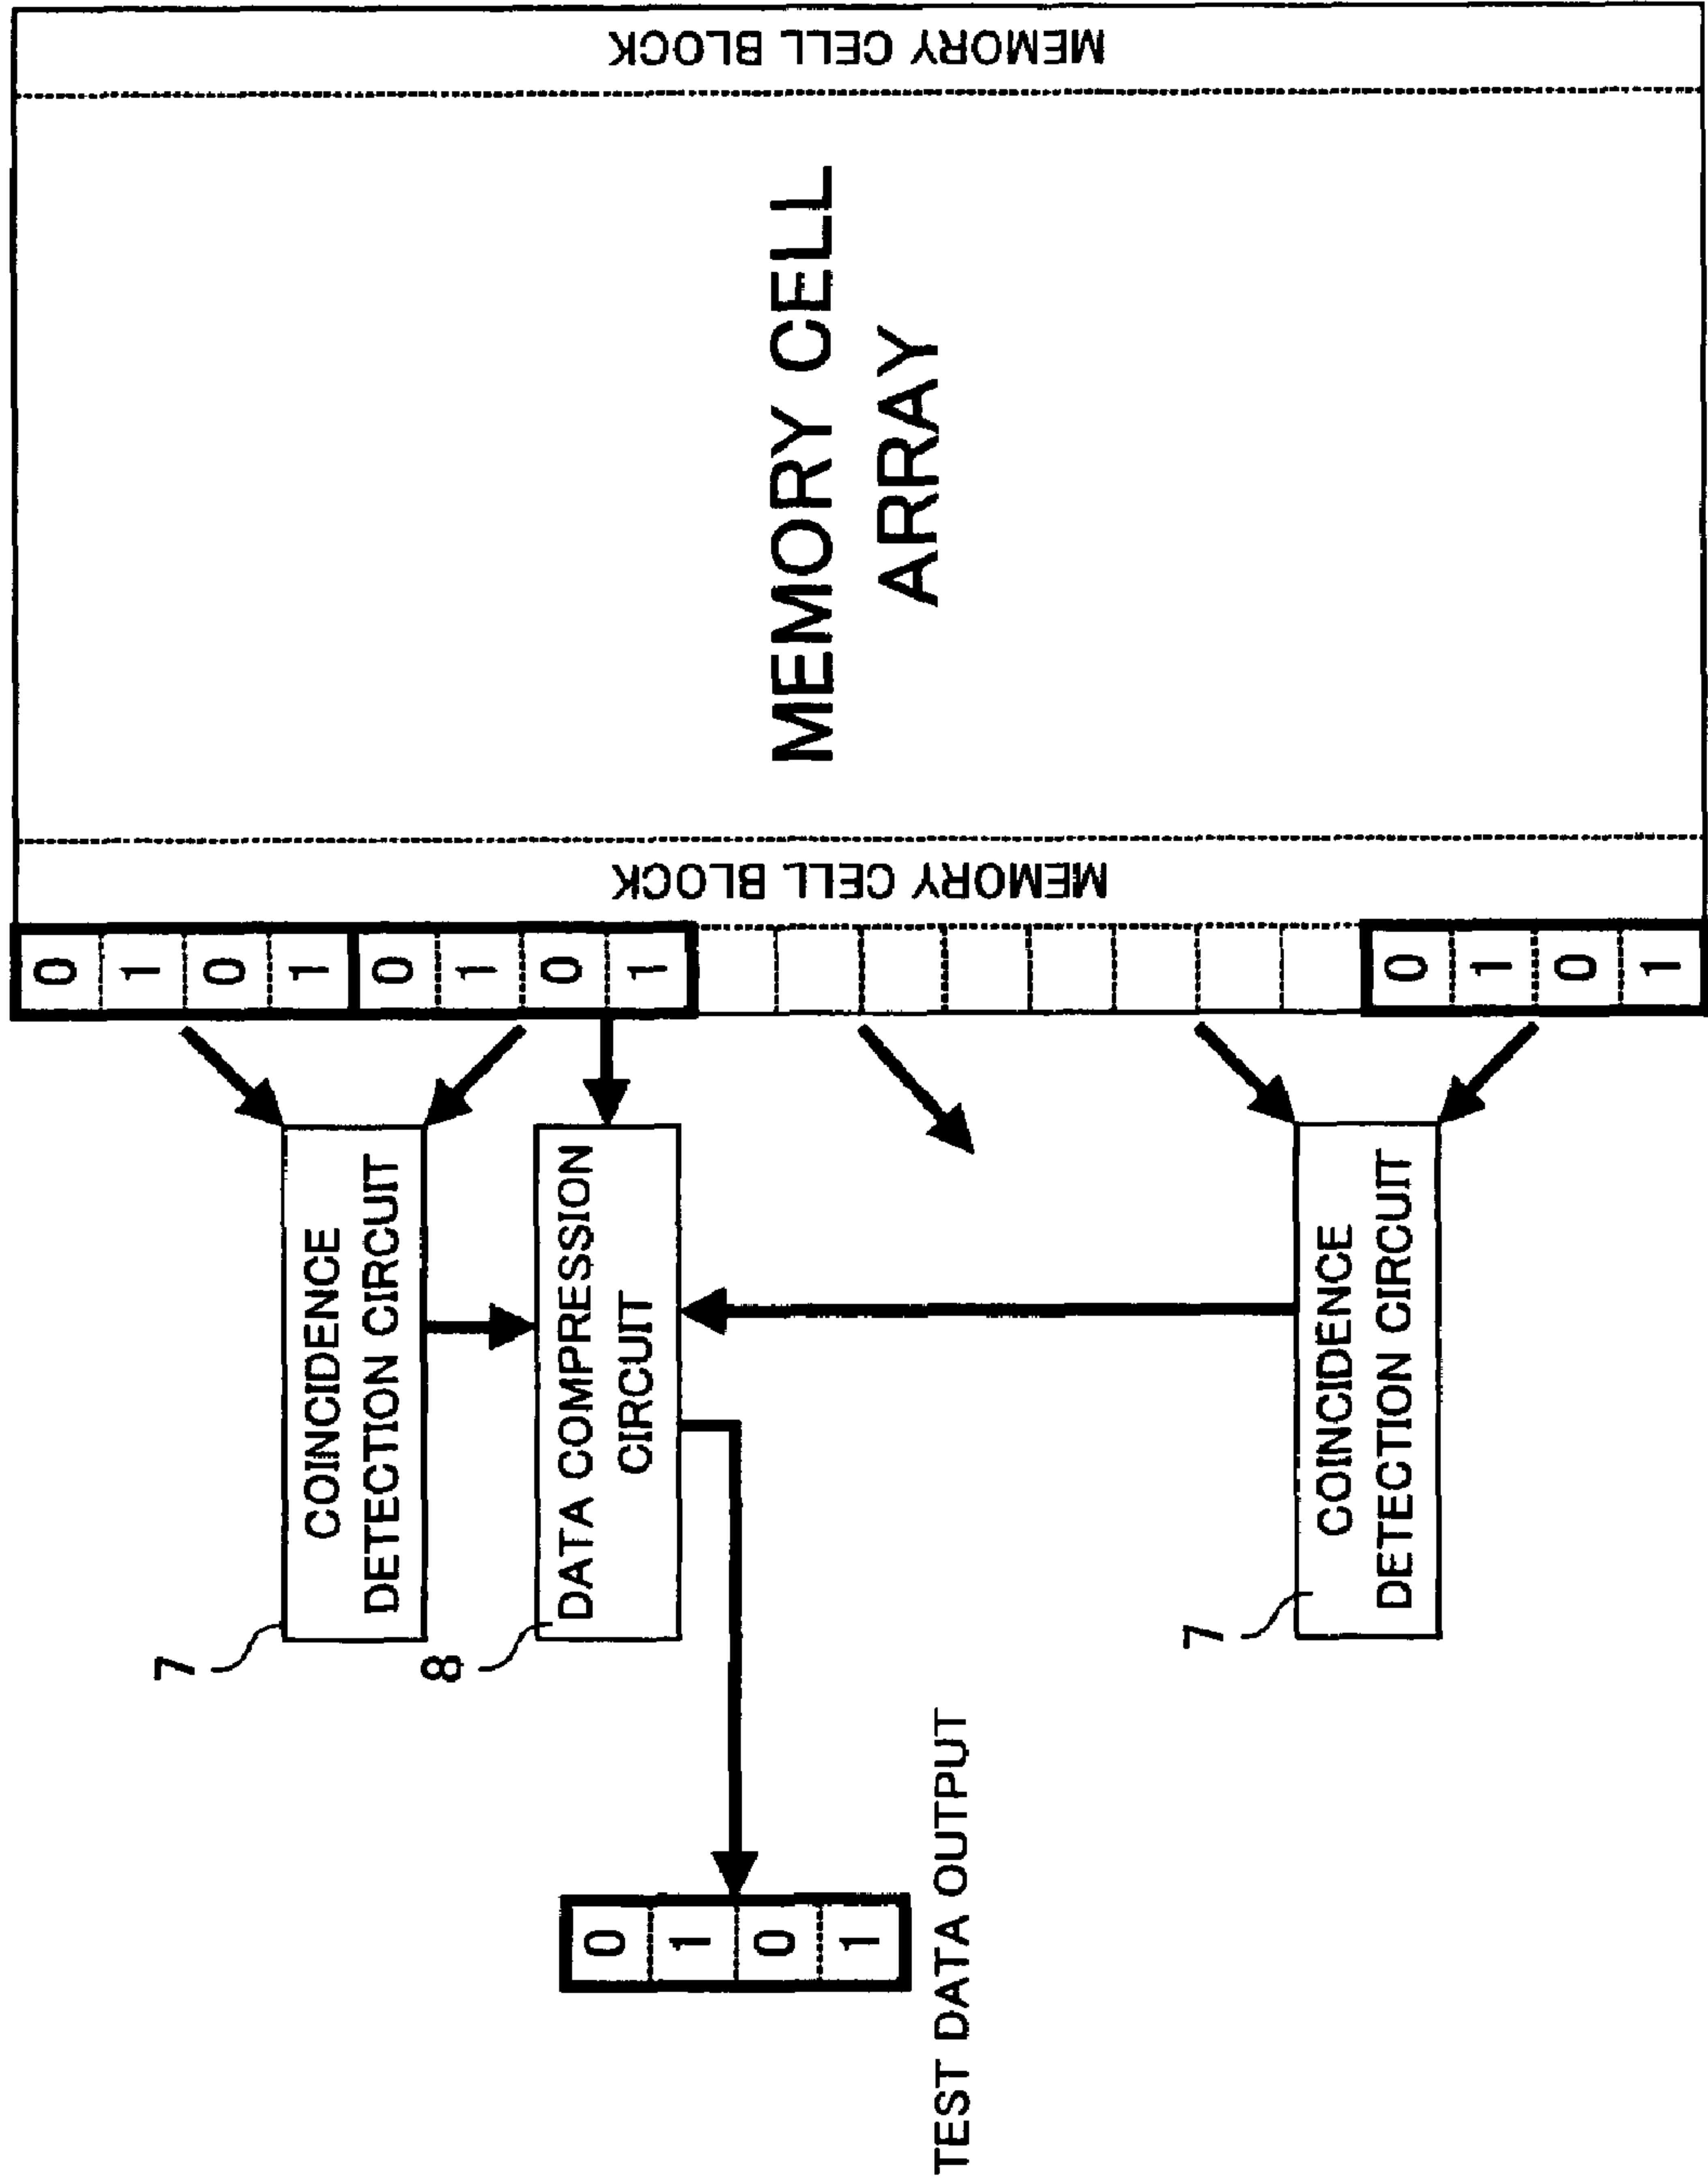 0
1
0
1
TEST DATA OUTPUT
7
COINCIDENCE
DETECTION CIRCUIT
8
DATA COMPRESSION
CIRCUIT
7
COINCIDENCE
DETECTION CIRCUIT
0
1
0
1
0
1
0
1
0
1
0
1
MEMORY CELL BLOCK
MEMORY CELL
ARRAY
MEMORY CELL BLOCK